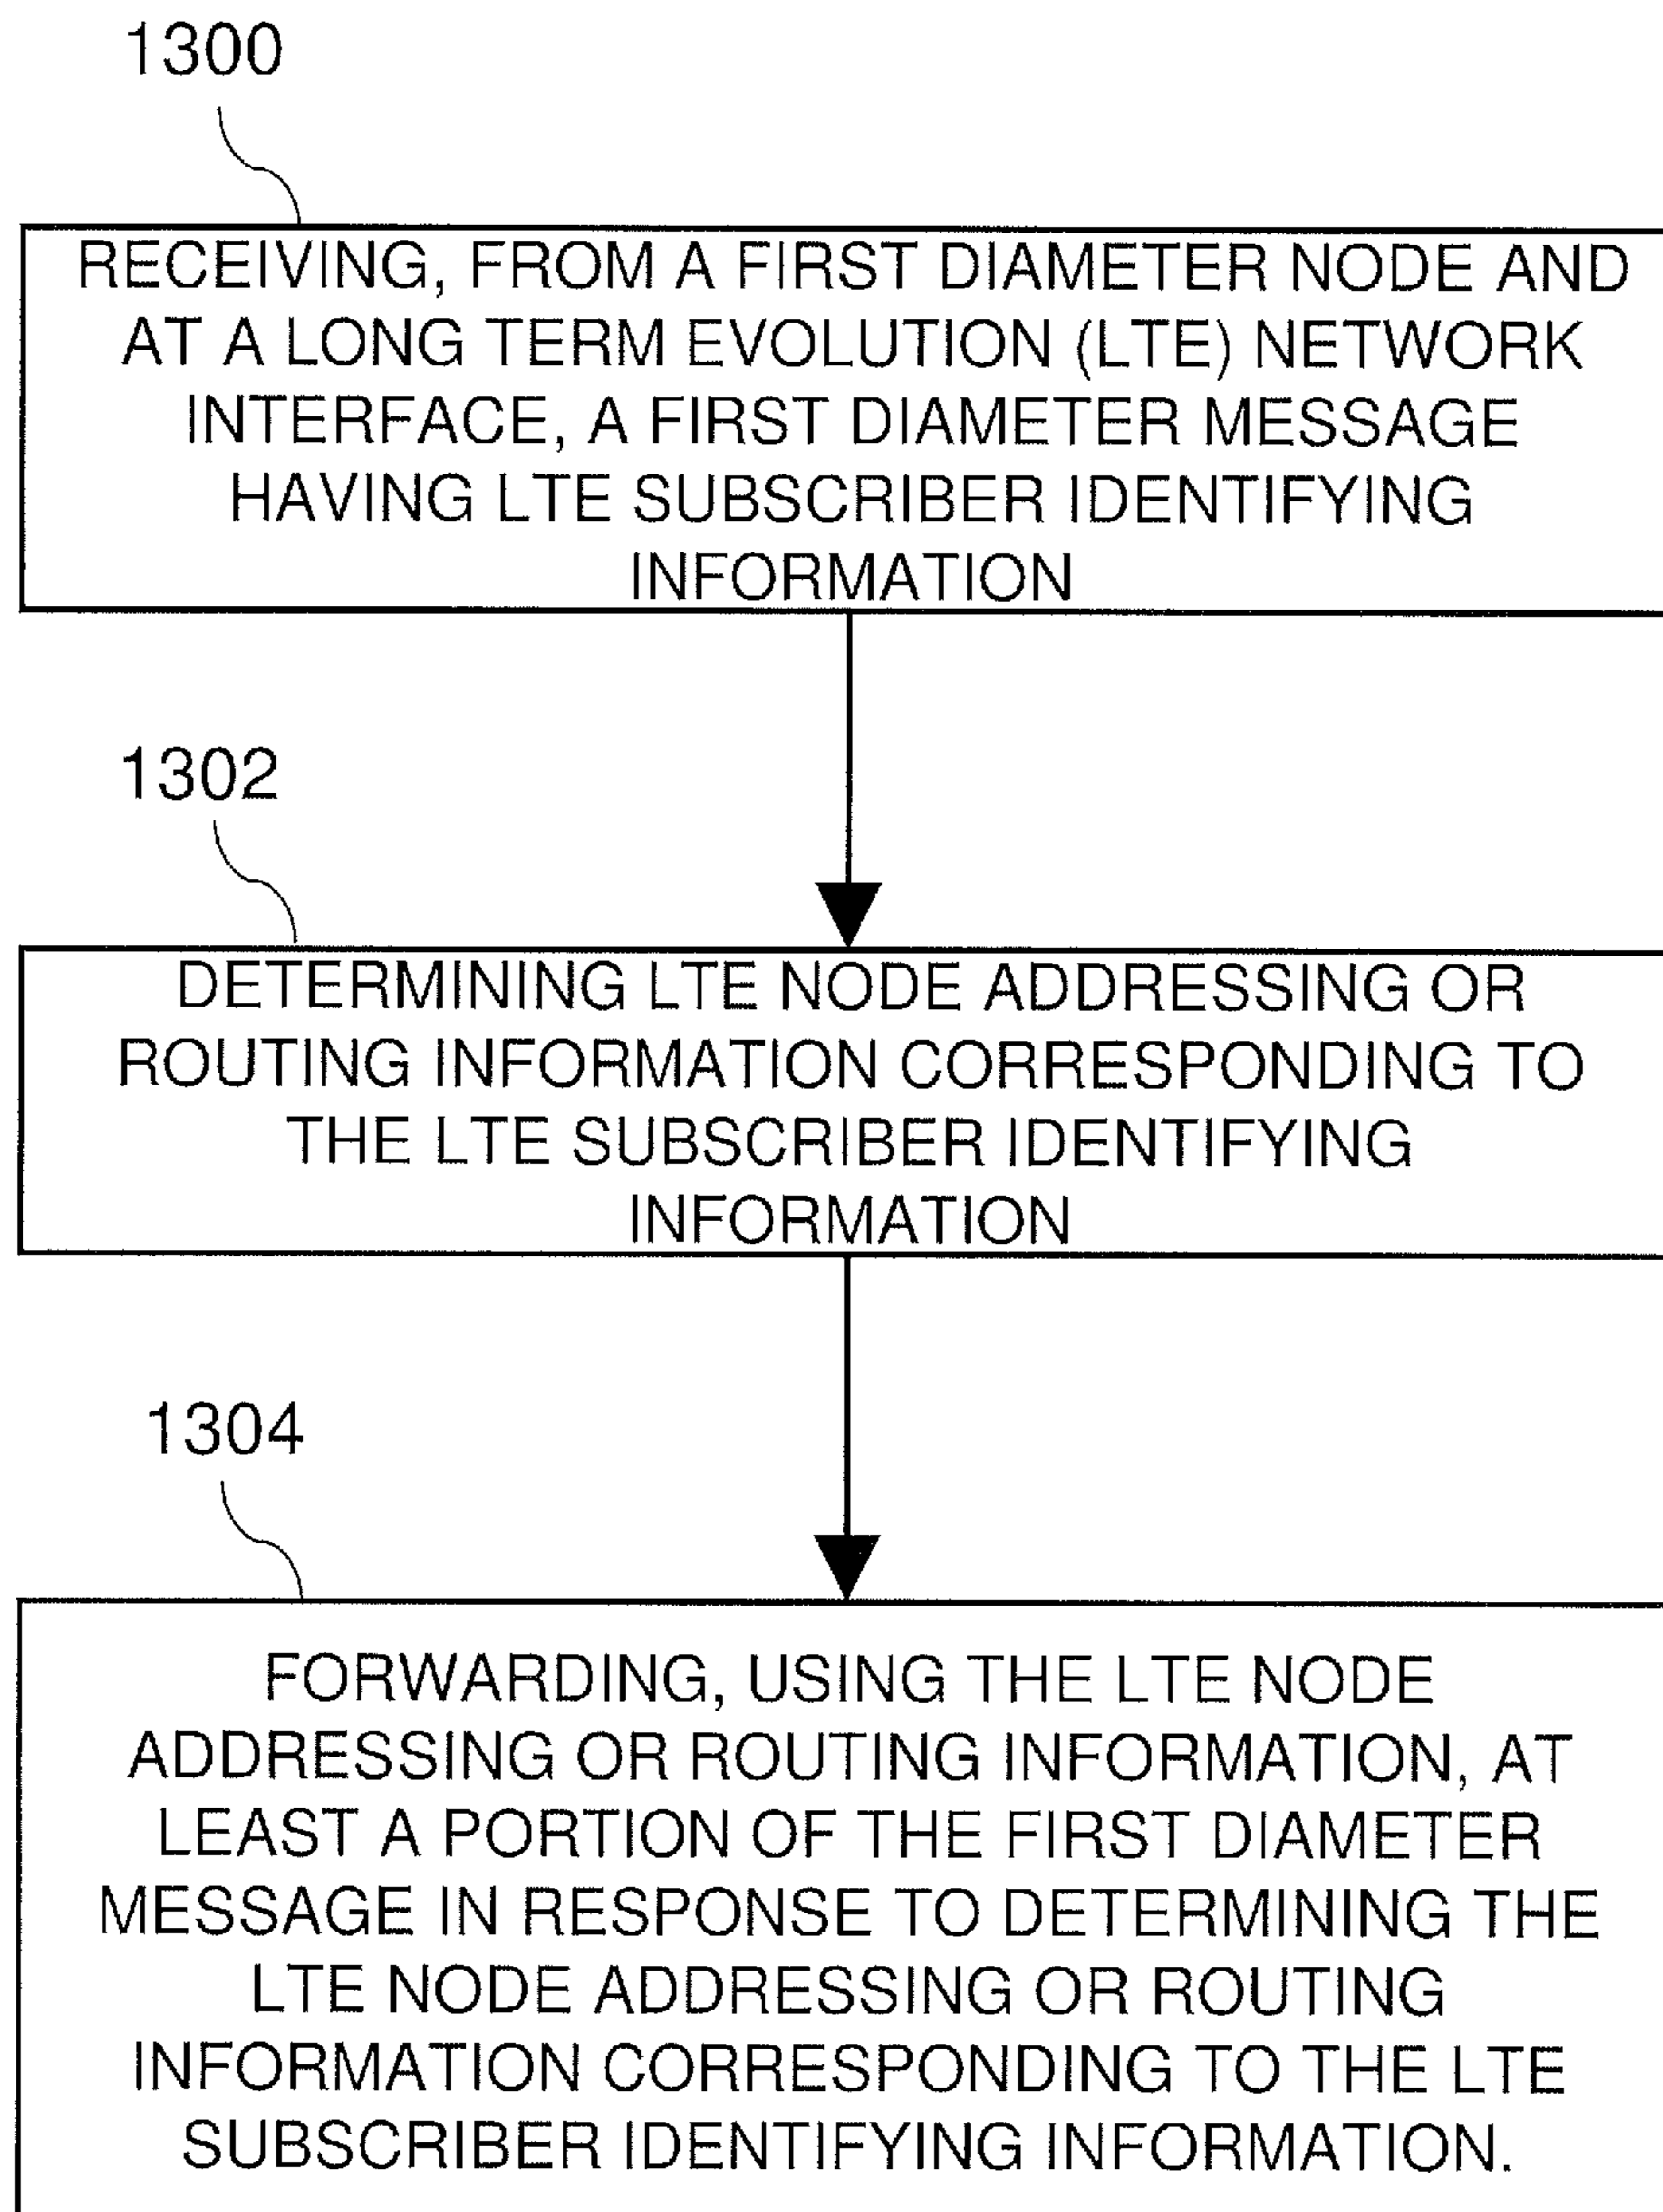 1300
RECEIVING, FROM A FIRST DIAMETER NODE AND
AT A LONG TERM EVOLUTION (LTE) NETWORK
INTERFACE, A FIRST DIAMETER MESSAGE
HAVING LTE SUBSCRIBER IDENTIFYING
INFORMATION
1302
DETERMINING LTE NODE ADDRESSING OR
ROUTING INFORMATION CORRESPONDING TO
THE LTE SUBSCRIBER IDENTIFYING
INFORMATION
1304
FORWARDING, USING THE LTE NODE
ADDRESSING OR ROUTING INFORMATION, AT
LEAST A PORTION OF THE FIRST DIAMETER
MESSAGE IN RESPONSE TO DETERMINING THE
LTE NODE ADDRESSING OR ROUTING
INFORMATION CORRESPONDING TO THE LTE
SUBSCRIBER IDENTIFYING INFORMATION.